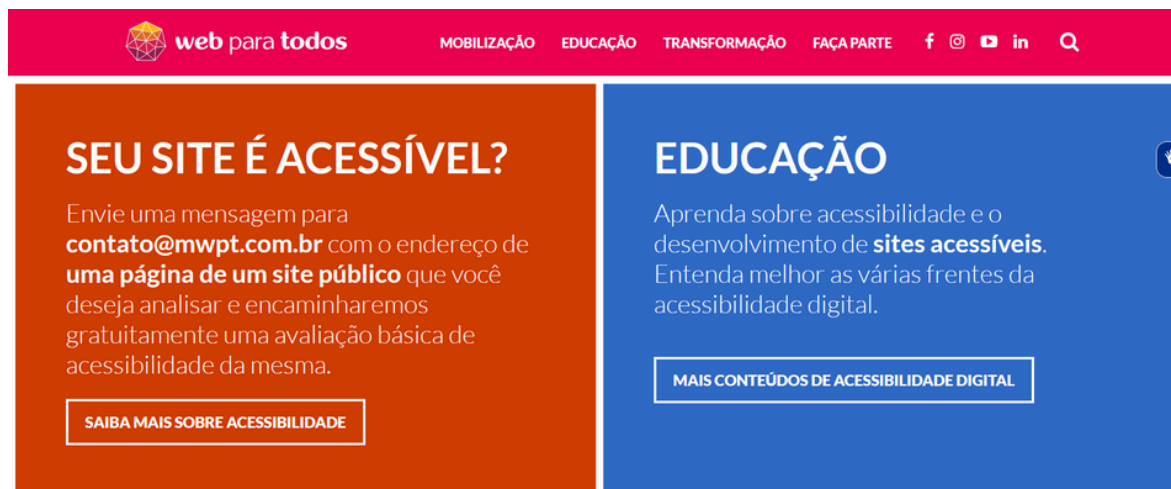 web para todos
MOBILIZAÇÃO EDUCAÇÃO TRANSFORMAÇÃO FAÇA PARTE
SEU SITE É ACESSÍVEL?
Envie uma mensagem para
contato@mwpt.com.br com o endereço de
uma página de um site público que você
deseja analisar e encaminharemos
gratuitamente uma avaliação básica de
acessibilidade da mesma.
SAIBA MAIS SOBRE ACESSIBILIDADE
EDUCAÇÃO
Aprenda sobre acessibilidade e o
desenvolvimento de sites acessíveis.
Entenda melhor as várias frentes da
acessibilidade digital.
MAIS CONTEÚDOS DE ACESSIBILIDADE DIGITAL